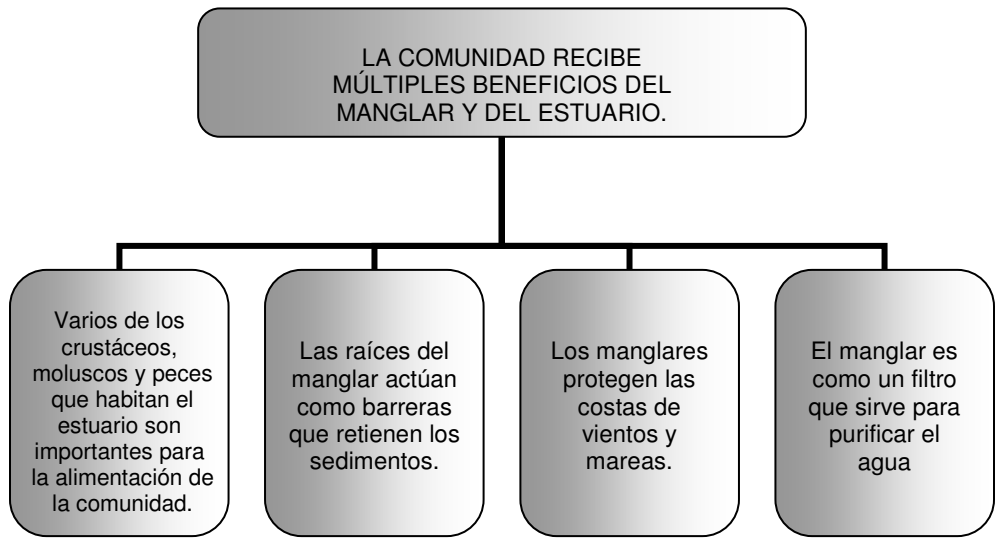 LA COMUNIDAD RECIBE
MÚLTIPLES BENEFICIOS DEL
MANGLAR Y DEL ESTUARIO.
Varios de los
crustáceos,
moluscos y peces
que habitan el
estuario son
importantes para
la alimentación de
la comunidad.
Las raíces del
manglar actúan
como barreras
que retienen los
sedimentos.
Los manglares
protegen las
costas de
vientos y
mareas.
El manglar es
como un filtro
que sirve para
purificar el
agua